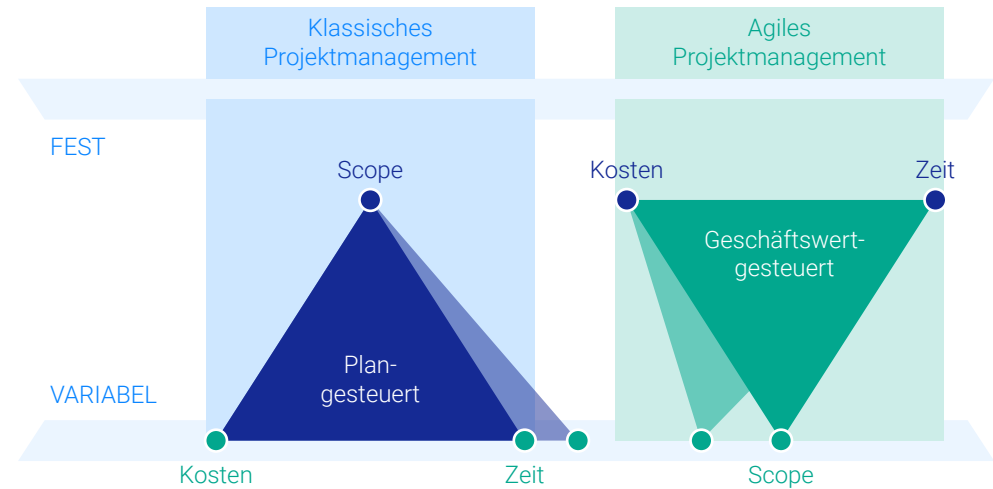 Klassisches
Projektmanagement
Agiles
Projektmanagement
FEST
Scope
Kosten
Zeit
Geschäftswert-
gesteuert
Plan-
gesteuert
VARIABEL
Kosten
Zeit
Scope